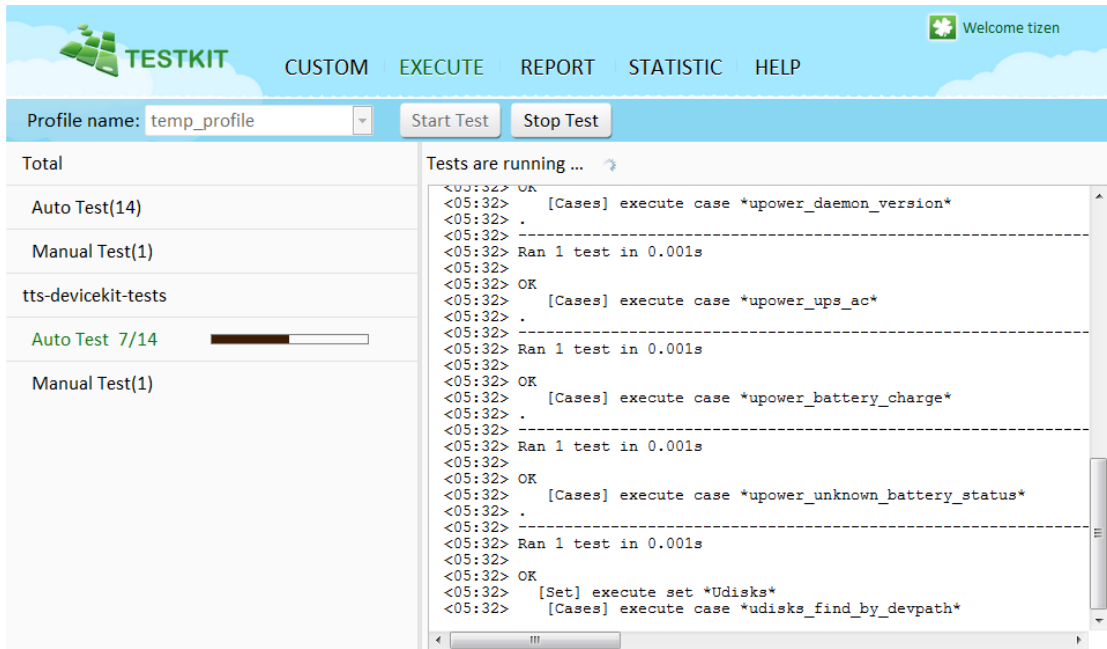 Welcome tizen
TESTKIT
CUSTOM EXECUTE REPORT STATISTIC HELP
Profile name: temp_profile Start Test Stop Test
Total
Auto Test(14)
Manual Test(1)
tts-devicekit-tests
Auto Test 7/14
Manual Test(1)
Tests are running ...
<05:32> OK
<05:32> [Cases] execute case *upower_daemon_version*
<05:32> .
<05:32> ----------------------------------------------------------------------
<05:32> Ran 1 test in 0.001s
<05:32>
<05:32> OK
<05:32> [Cases] execute case *upower_ups_ac*
<05:32> .
<05:32> ----------------------------------------------------------------------
<05:32> Ran 1 test in 0.001s
<05:32>
<05:32> OK
<05:32> [Cases] execute case *upower_battery_charge*
<05:32> .
<05:32> ----------------------------------------------------------------------
<05:32> Ran 1 test in 0.001s
<05:32>
<05:32> OK
<05:32> [Cases] execute case *upower_unknown_battery_status*
<05:32> .
<05:32> ----------------------------------------------------------------------
<05:32> Ran 1 test in 0.001s
<05:32>
<05:32> OK
<05:32> [Set] execute set *Udisks*
<05:32> [Cases] execute case *udisks_find_by_devpath*